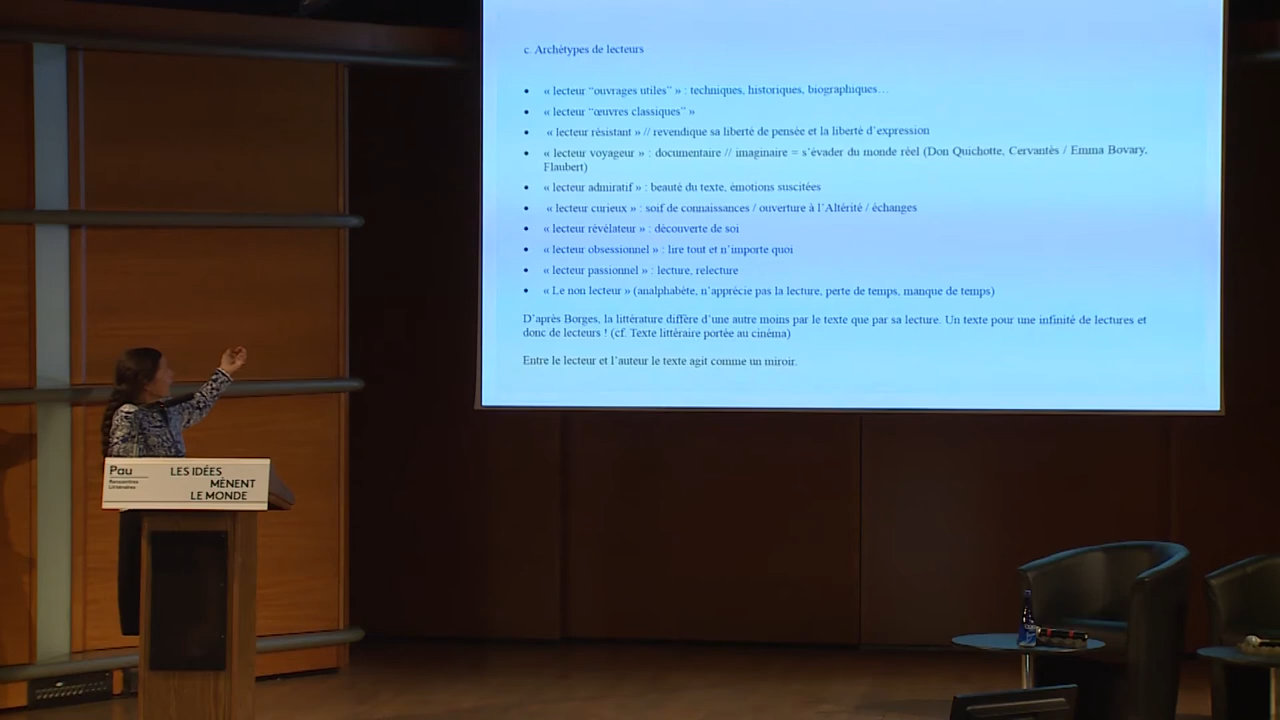 c. Archétypes de lecteurs
• « lecteur “ouvrages utiles” » : techniques, historiques, biographiques…
• « lecteur “œuvres classiques” »
• « lecteur résistant » // revendique sa liberté de pensée et la liberté d’expression
• « lecteur voyageur » : documentaire // imaginaire = s’évader du monde réel (Don Quichotte, Cervantès / Emma Bovary,
Flaubert)
• « lecteur admiratif » : beauté du texte, émotions suscitées
• « lecteur curieux » : soif de connaissances / ouverture à l’Altérité / échanges
• « lecteur révélateur » : découverte de soi
• « lecteur obsessionnel » : lire tout et n’importe quoi
• « lecteur passionnel » : lecture, relecture
• « Le non lecteur » (analphabète, n’apprécie pas la lecture, perte de temps, manque de temps)
D’après Borges, la littérature diffère d’une autre moins par le texte que par sa lecture. Un texte pour une infinité de lectures et
donc de lecteurs ! (cf. Texte littéraire portée au cinéma)
Entre le lecteur et l’auteur le texte agit comme un miroir.
Pau
Rencontres
Littéraires
LES IDÉES
MÈNENT
LE MONDE